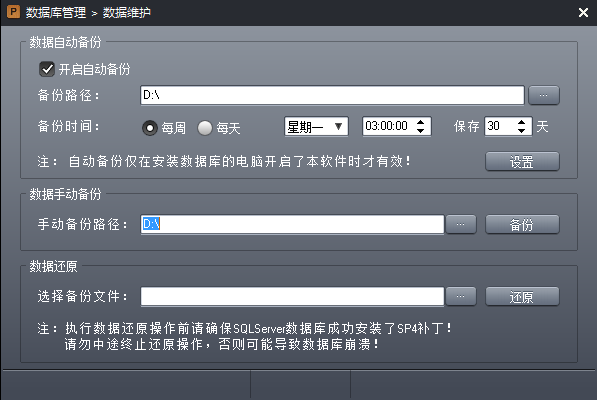 P 数据库管理 > 数据维护
数据自动备份
开启自动备份
备份路径： D:\ ...
备份时间： 每周 每天 星期一 03:00:00 保存 30 天
注： 自动备份仅在安装数据库的电脑开启了本软件时才有效！ 设置
数据手动备份
手动备份路径： D:\ ... 备份
数据还原
选择备份文件： ... 还原
注：执行数据还原操作前请确保SQLServer数据库成功安装了SP4补丁！
请勿中途终止还原操作，否则可能导致数据库崩溃！